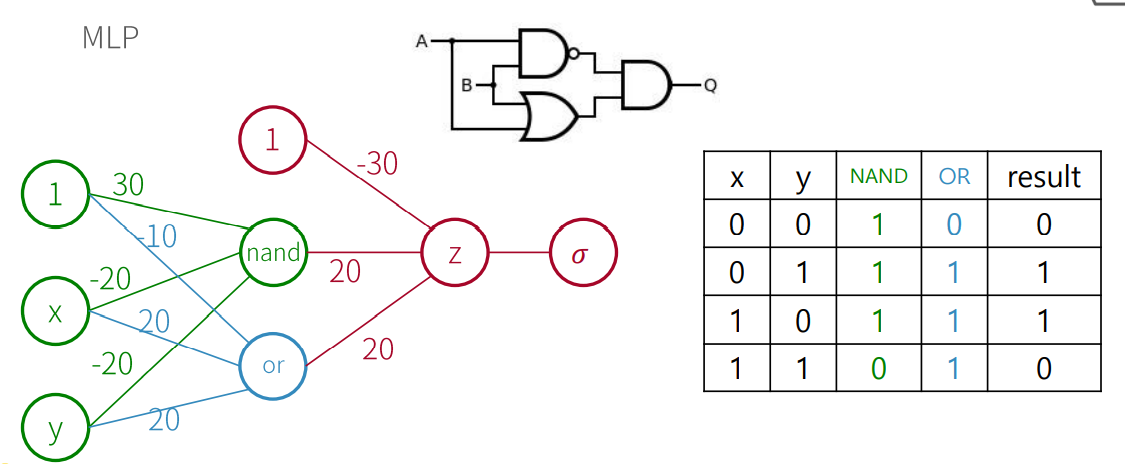 MLP
A
B
Q
1
-30
1
30
-10
nand
20
z
σ
x
-20
20
or
20
y
-20
20
x y NAND OR result
0 0 1 0 0
0 1 1 1 1
1 0 1 1 1
1 1 0 1 0